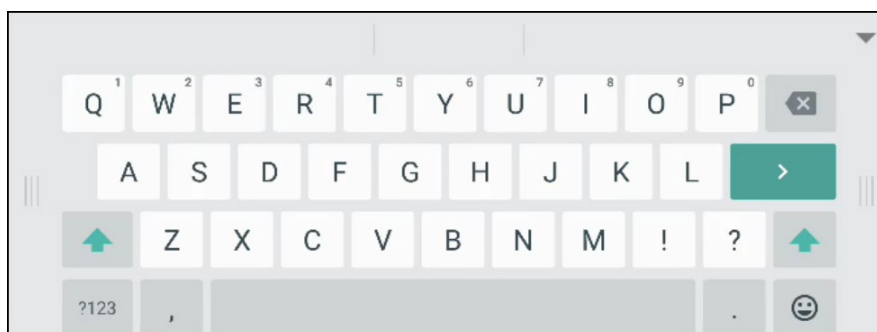 Q 1 W 2 E 3 R 4 T 5 Y 6 U 7 I 8 O 9 P 0
A S D F G H J K L >
Z X C V B N M ! ?
?123 , .